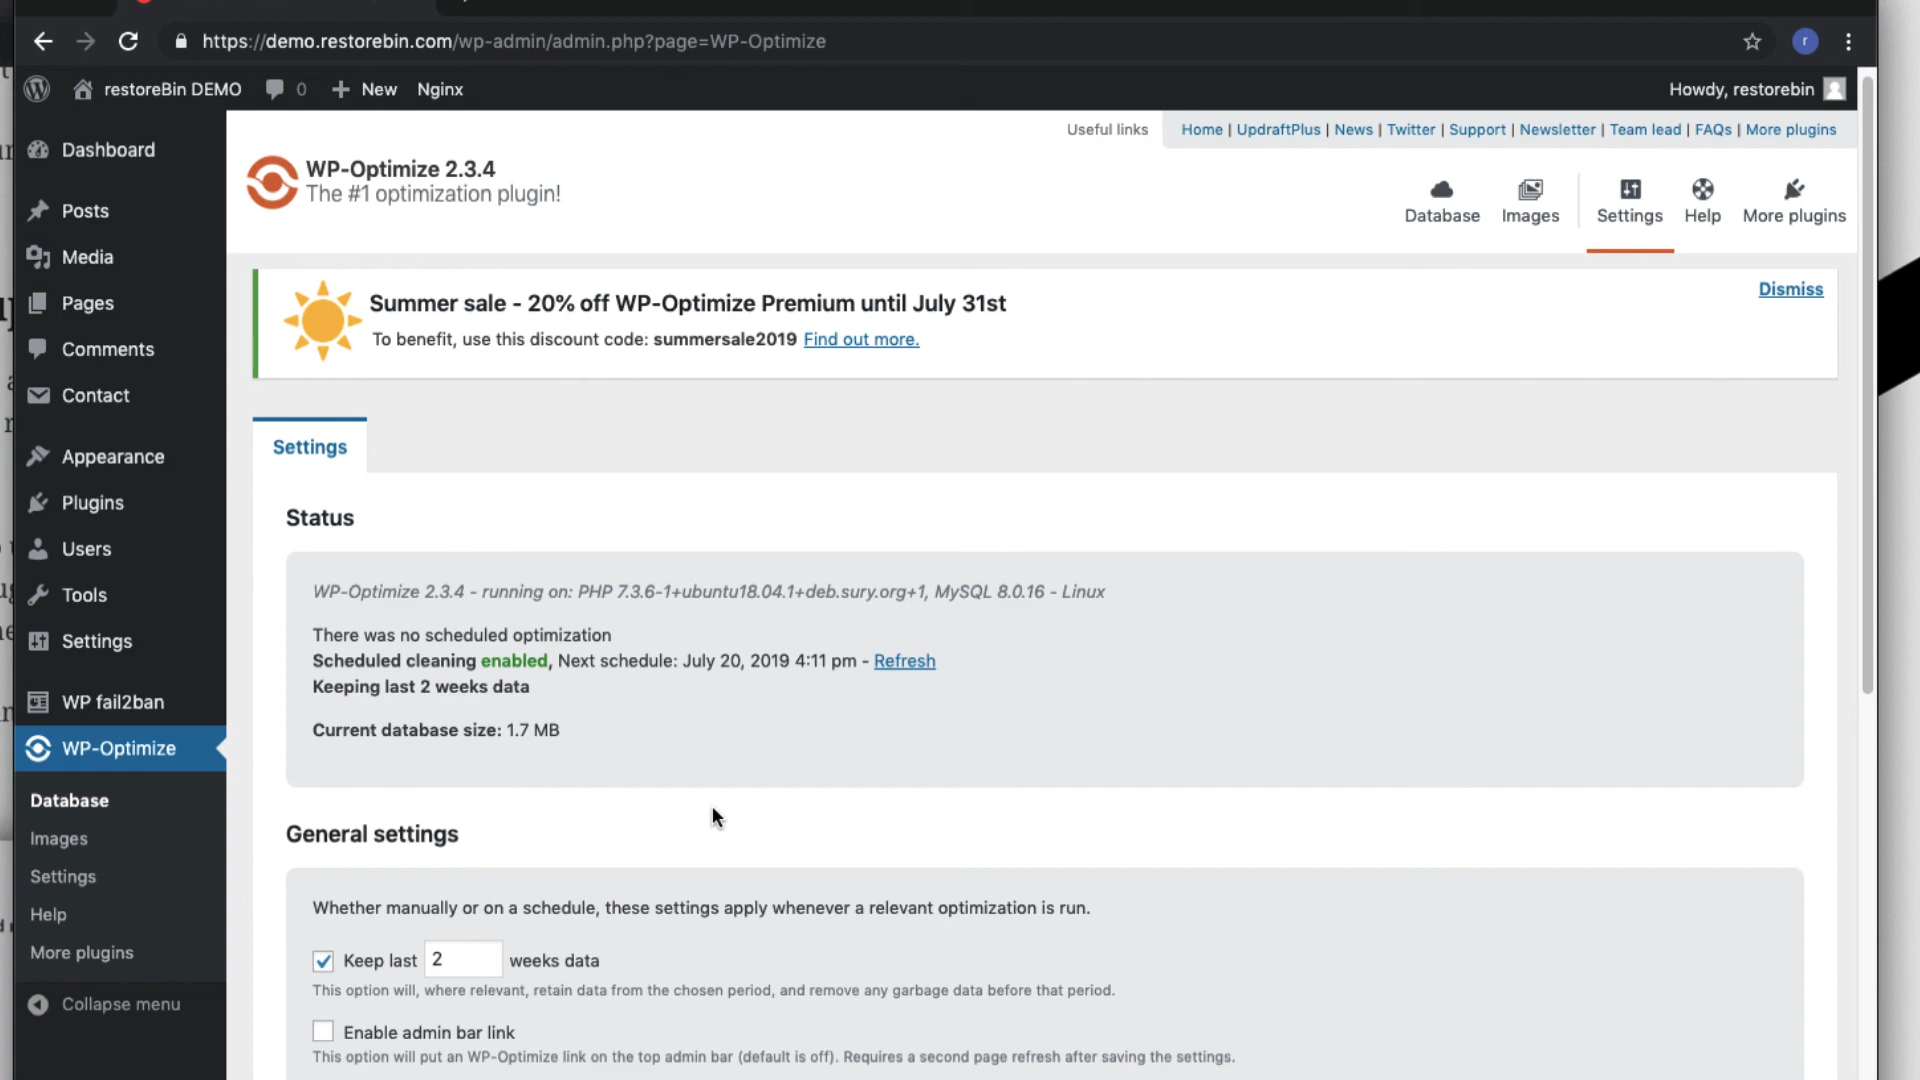 https://demo.restorebin.com/wp-admin/admin.php?page=WP-Optimize
r
restoreBin DEMO
0
New
Nginx
Howdy, restorebin
Dashboard
Posts
Media
Pages
Comments
Contact
Appearance
Plugins
Users
Tools
Settings
WP fail2ban
WP-Optimize
Database
Images
Settings
Help
More plugins
Collapse menu
Useful links
Home | UpdraftPlus | News | Twitter | Support | Newsletter | Team lead | FAQs | More plugins
WP-Optimize 2.3.4
The #1 optimization plugin!
Database
Images
Settings
Help
More plugins
Summer sale - 20% off WP-Optimize Premium until July 31st
To benefit, use this discount code: summersale2019 Find out more.
Dismiss
Settings
Status
WP-Optimize 2.3.4 - running on: PHP 7.3.6-1+ubuntu18.04.1+deb.sury.org+1, MySQL 8.0.16 - Linux
There was no scheduled optimization
Scheduled cleaning enabled, Next schedule: July 20, 2019 4:11 pm - Refresh
Keeping last 2 weeks data
Current database size: 1.7 MB
General settings
Whether manually or on a schedule, these settings apply whenever a relevant optimization is run.
Keep last 2 weeks data
This option will, where relevant, retain data from the chosen period, and remove any garbage data before that period.
Enable admin bar link
This option will put an WP-Optimize link on the top admin bar (default is off). Requires a second page refresh after saving the settings.